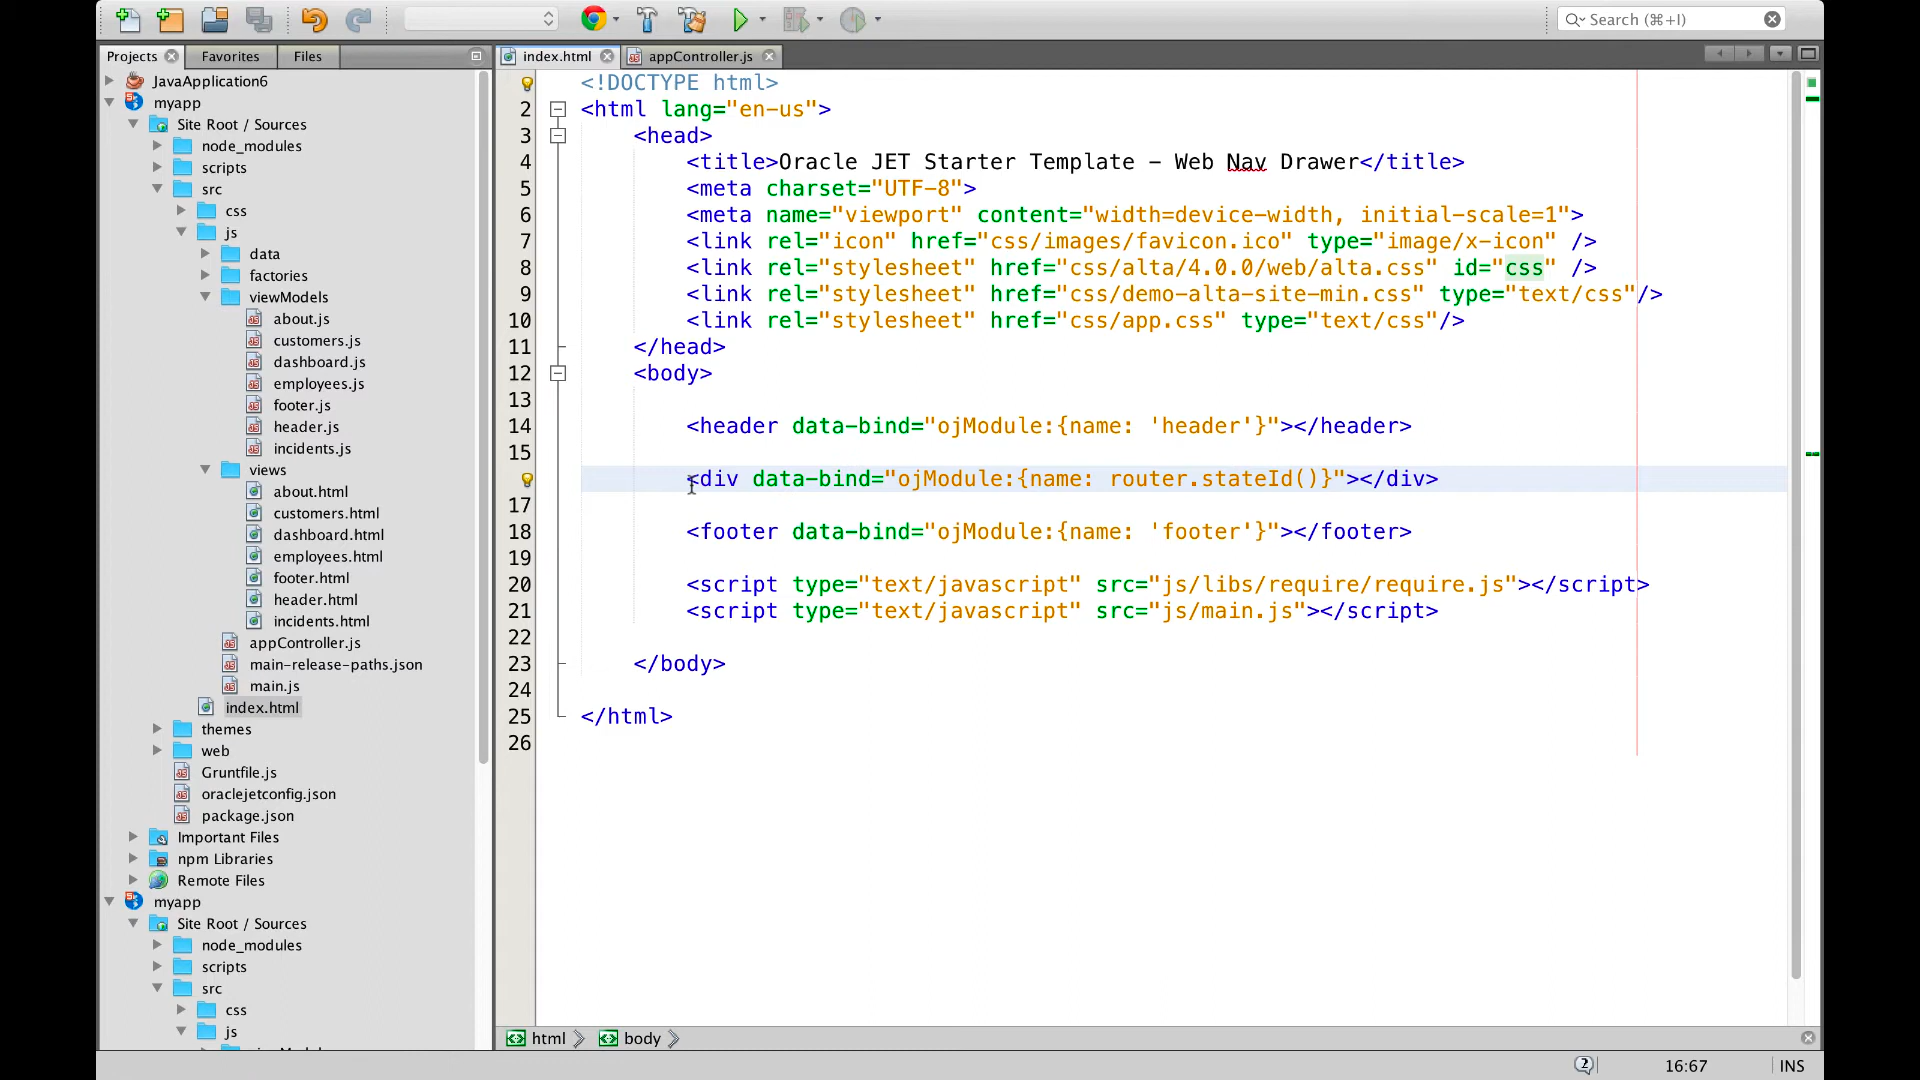 Search (⌘+I)
Projects
Favorites
Files
index.html
appController.js
JavaApplication6
myapp
Site Root / Sources
node_modules
scripts
src
css
js
data
factories
viewModels
about.js
customers.js
dashboard.js
employees.js
footer.js
header.js
incidents.js
views
about.html
customers.html
dashboard.html
employees.html
footer.html
header.html
incidents.html
appController.js
main-release-paths.json
main.js
index.html
themes
web
Gruntfile.js
oraclejetconfig.json
package.json
Important Files
npm Libraries
Remote Files
myapp
Site Root / Sources
node_modules
scripts
src
css
js
<!DOCTYPE html>
2 <html lang="en-us">
3 <head>
4 <title>Oracle JET Starter Template - Web Nav Drawer</title>
5 <meta charset="UTF-8">
6 <meta name="viewport" content="width=device-width, initial-scale=1">
7 <link rel="icon" href="css/images/favicon.ico" type="image/x-icon" />
8 <link rel="stylesheet" href="css/alta/4.0.0/web/alta.css" id="css" />
9 <link rel="stylesheet" href="css/demo-alta-site-min.css" type="text/css"/>
10 <link rel="stylesheet" href="css/app.css" type="text/css"/>
11 </head>
12 <body>
13
14 <header data-bind="ojModule:{name: 'header'}"></header>
15
<div data-bind="ojModule:{name: router.stateId()}"></div>
17
18 <footer data-bind="ojModule:{name: 'footer'}"></footer>
19
20 <script type="text/javascript" src="js/libs/require/require.js"></script>
21 <script type="text/javascript" src="js/main.js"></script>
22
23 </body>
24
25 </html>
26
html
body
2
16:67
INS